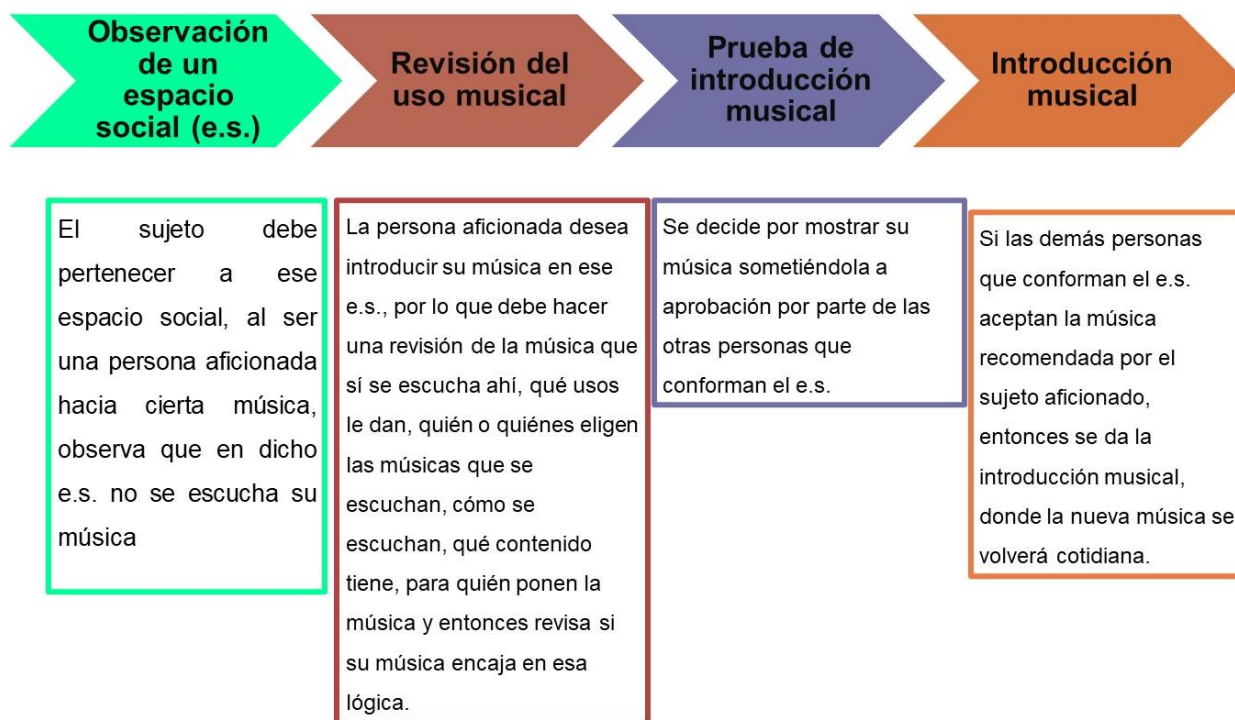 Observación
de un
espacio
social (e.s.)
Revisión del
uso musical
Prueba de
introducción
musical
Introducción
musical
El sujeto debe
pertenecer a ese
espacio social, al ser
una persona aficionada
hacia cierta música,
observa que en dicho
e.s. no se escucha su
música
La persona aficionada desea
introducir su música en ese
e.s., por lo que debe hacer
una revisión de la música que
sí se escucha ahí, qué usos
le dan, quién o quiénes eligen
las músicas que se
escuchan, cómo se
escuchan, qué contenido
tiene, para quién ponen la
música y entonces revisa si
su música encaja en esa
lógica.
Se decide por mostrar su
música sometiéndola a
aprobación por parte de las
otras personas que
conforman el e.s.
Si las demás personas
que conforman el e.s.
aceptan la música
recomendada por el
sujeto aficionado,
entonces se da la
introducción musical,
donde la nueva música se
volverá cotidiana.